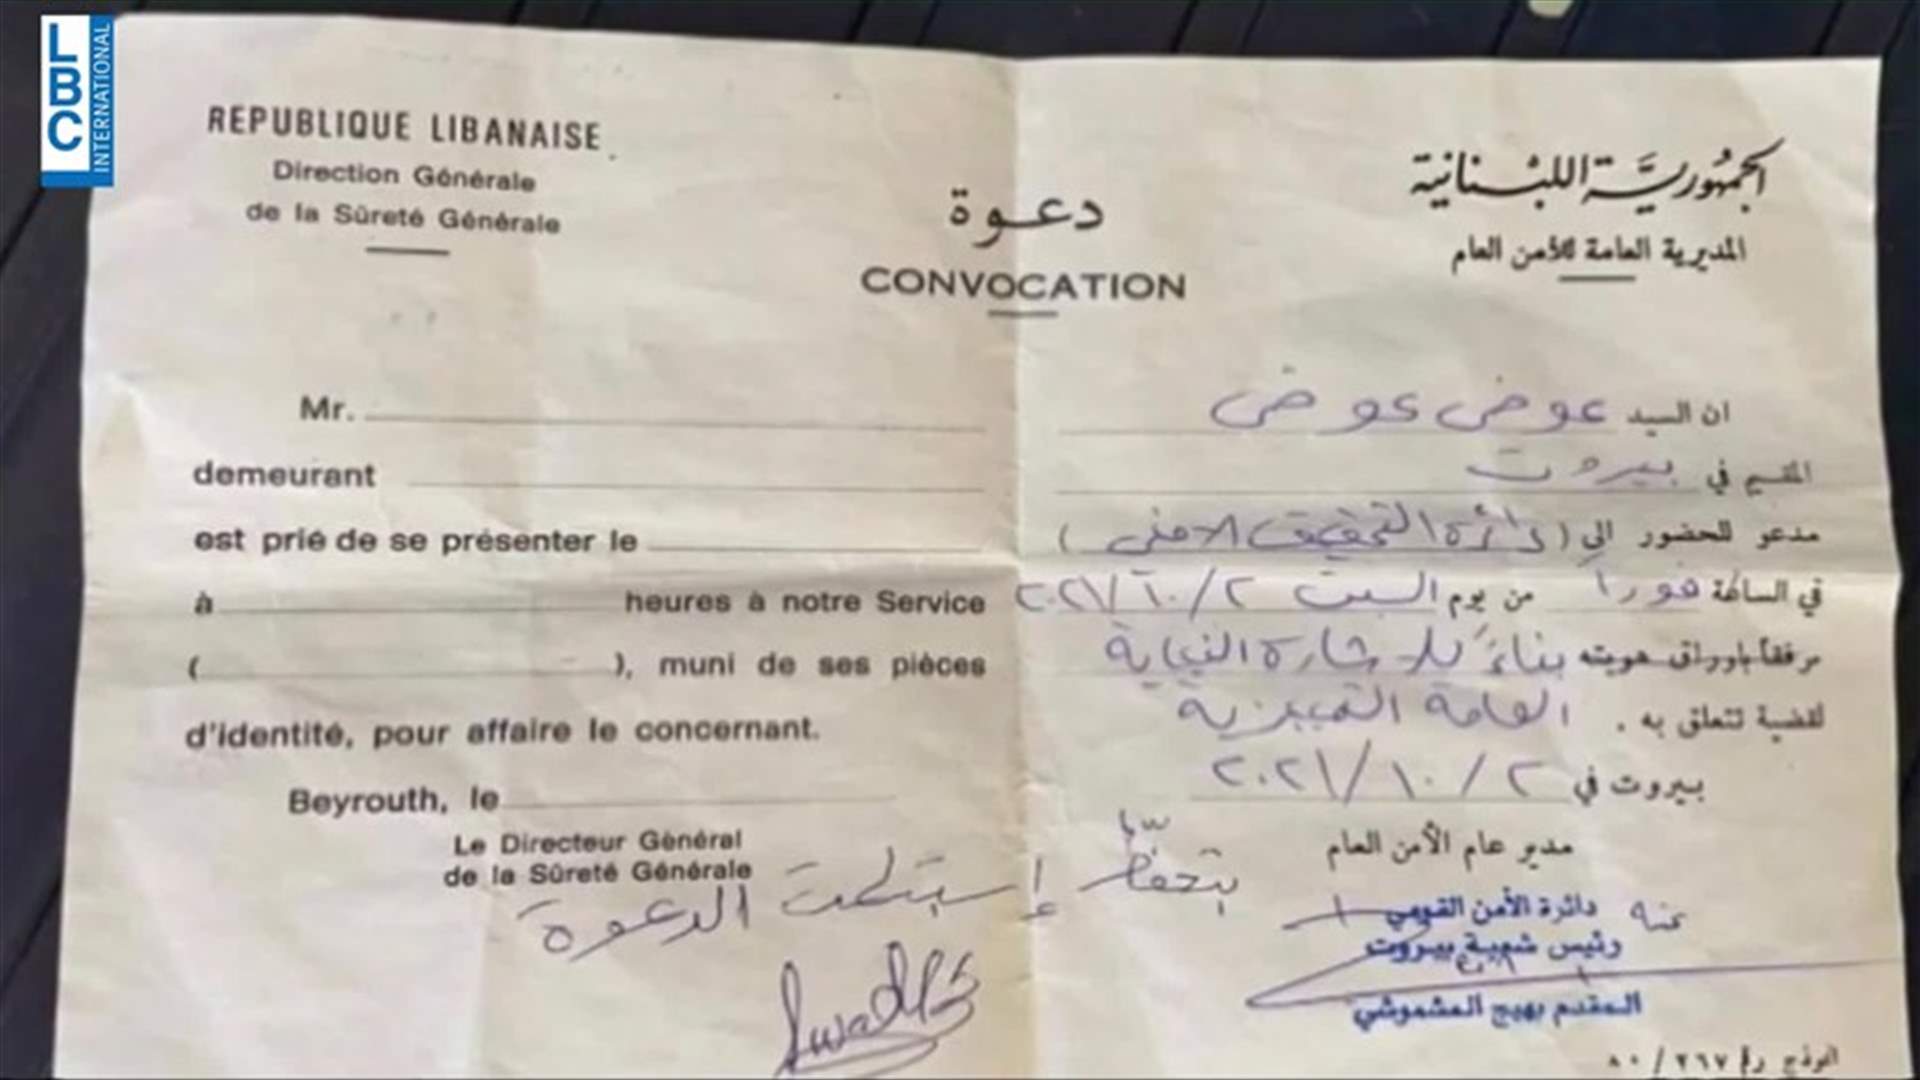 LBC
INTERNATIONAL
REPUBLIQUE LIBANAISE
Direction Générale
de la Sûreté Générale
الجمهورية اللبنانية
المديرية العامة للأمن العام
دعوة
CONVOCATION
Mr.
demeurant
est prié de se présenter le
à heures à notre Service
( ), muni de ses pièces
d'identité, pour affaire le concernant.
Beyrouth, le
Le Directeur Général
de la Sûreté Générale
ان السيد عوض عوض
المقيم في بيروت
مدعو للحضور الى (دائرة التحقيق الامني)
في الساعة فوراً من يوم السبت ٢٠٢١/١٠/٢
مرفقاً باوراق هويته بناءً لاشارة النيابة
لقضية تتعلق به . العامة التمييزية
بيروت في ٢٠٢١/١٠/٢
مدير عام الأمن العام
عنه دائرة الأمن القومي
رئيس شعبة بيروت
المقدم بهيج المشموشي
إستلمت الدعوة
النموذج رقم ٨٠/٢٦٧